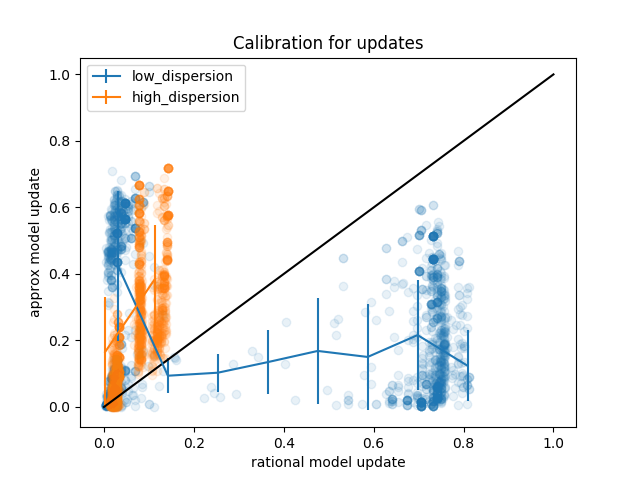 Calibration for updates
low_dispersion
high_dispersion
approx model update
1.0
0.8
0.6
0.4
0.2
0.0
0.0 0.2 0.4 0.6 0.8 1.0
rational model update